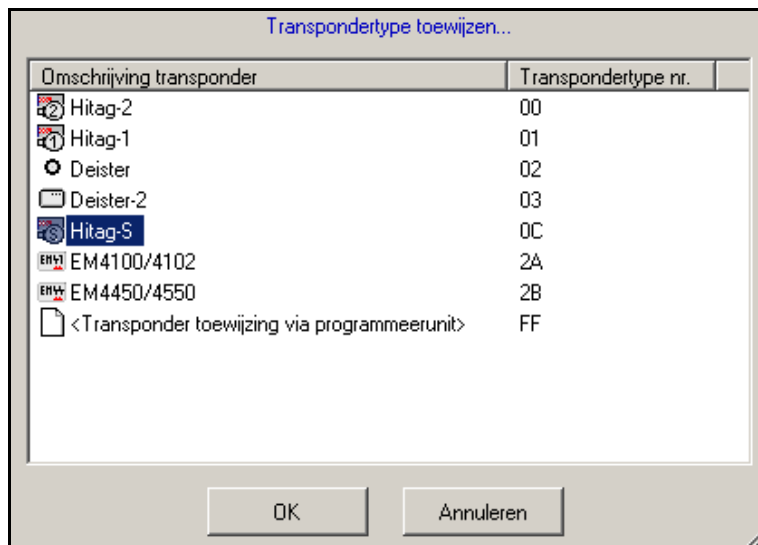 Transpondertype toewijzen...
Omschrijving transponder Transpondertype nr.
Hitag-2 00
Hitag-1 01
Deister 02
Deister-2 03
Hitag-S 0C
EM4100/4102 2A
EM4450/4550 2B
<Transponder toewijzing via programmeerunit> FF
OK Annuleren